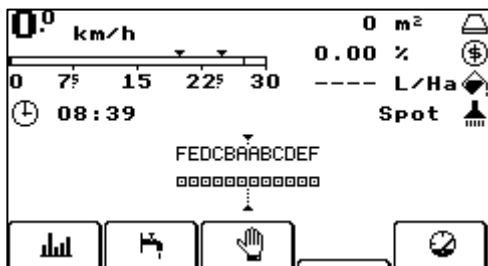 0.0 km/h
0 m²
0.00 %
0 7.5 15 22.5 30
---- L/Ha
08:39
Spot
FEDCBAABCDEF